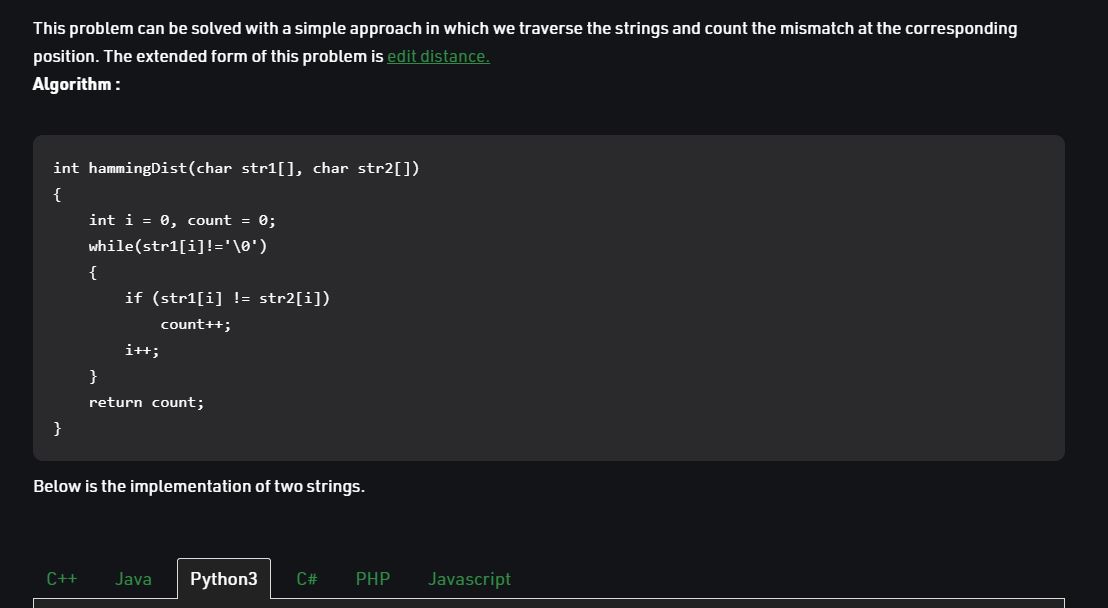 This problem can be solved with a simple approach in which we traverse the strings and count the mismatch at the corresponding
position. The extended form of this problem is edit distance.
Algorithm :
int hammingDist(char str1[], char str2[])
{
    int i = 0, count = 0;
    while(str1[i]!='\0')
    {
        if (str1[i] != str2[i])
            count++;
        i++;
    }
    return count;
}
Below is the implementation of two strings.
C++ Java Python3 C# PHP Javascript